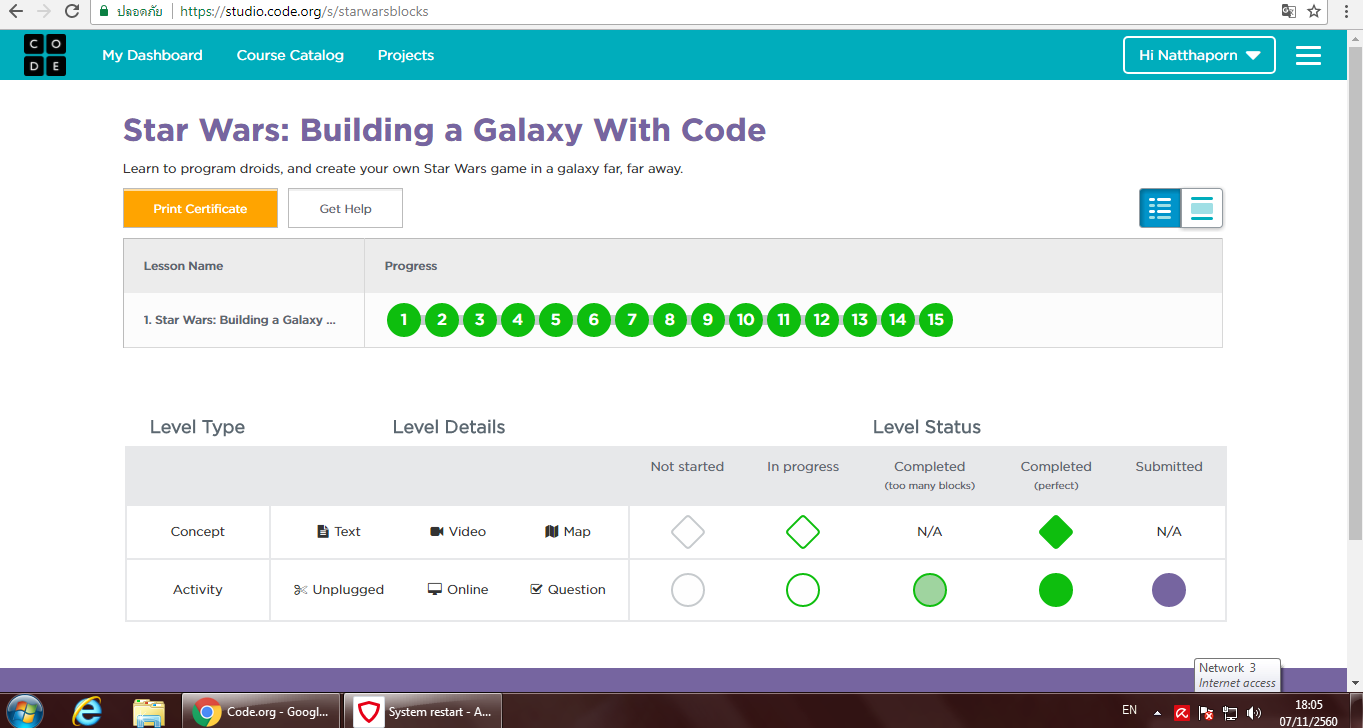 ปลอดภัย https://studio.code.org/s/starwarsblocks
CODE My Dashboard Course Catalog Projects Hi Natthaporn
Star Wars: Building a Galaxy With Code
Learn to program droids, and create your own Star Wars game in a galaxy far, far away.
Print Certificate Get Help
Lesson Name Progress
1. Star Wars: Building a Galaxy ... 1 2 3 4 5 6 7 8 9 10 11 12 13 14 15
Level Type Level Details Level Status
Not started In progress Completed (too many blocks) Completed (perfect) Submitted
Concept Text Video Map N/A N/A
Activity Unplugged Online Question
Network 3
Internet access
Code.org - Googl... System restart - A... EN 18:05
07/11/2560